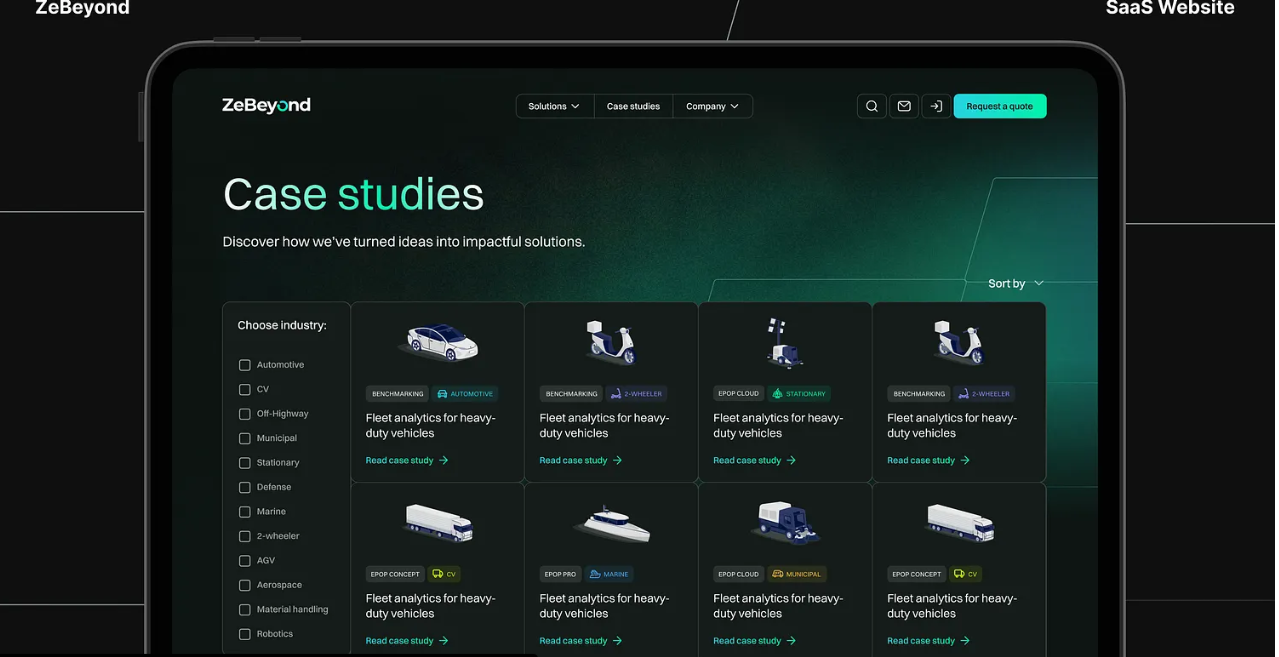 ZeBeyond
SaaS Website
ZeBeyond
Solutions
Case studies
Company
Request a quote
Case studies
Discover how we’ve turned ideas into impactful solutions.
Sort by
Choose industry:
Automotive
CV
Off-Highway
Municipal
Stationary
Defense
Marine
2-wheeler
AGV
Aerospace
Material handling
Robotics
BENCHMARKING
AUTOMOTIVE
Fleet analytics for heavy-
duty vehicles
Read case study
BENCHMARKING
2-WHEELER
Fleet analytics for heavy-
duty vehicles
Read case study
EPOP CLOUD
STATIONARY
Fleet analytics for heavy-
duty vehicles
Read case study
BENCHMARKING
2-WHEELER
Fleet analytics for heavy-
duty vehicles
Read case study
EPOP CONCEPT
CV
Fleet analytics for heavy-
duty vehicles
Read case study
EPOP PRO
MARINE
Fleet analytics for heavy-
duty vehicles
Read case study
EPOP CLOUD
MUNICIPAL
Fleet analytics for heavy-
duty vehicles
Read case study
EPOP CONCEPT
CV
Fleet analytics for heavy-
duty vehicles
Read case study